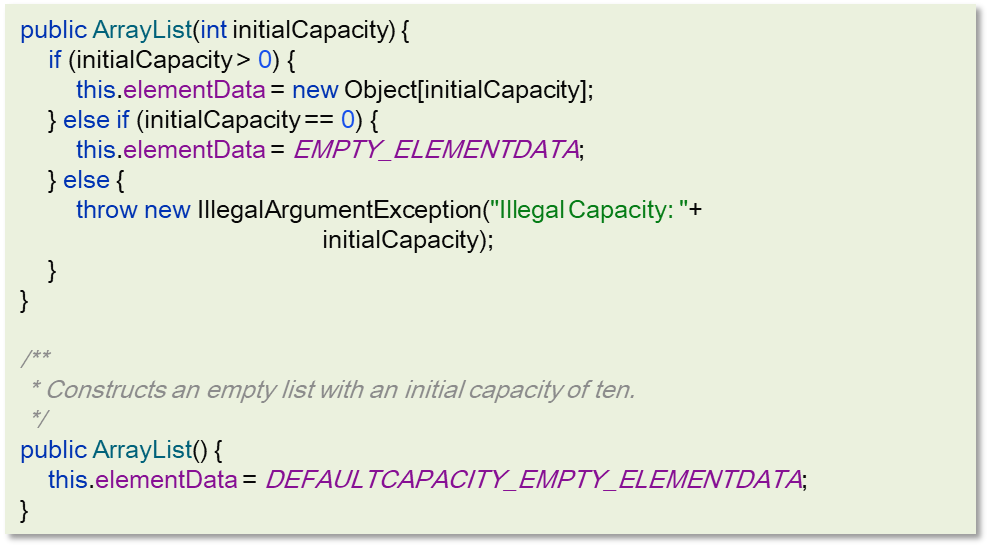 public ArrayList(int initialCapacity) {
    if (initialCapacity > 0) {
        this.elementData = new Object[initialCapacity];
    } else if (initialCapacity == 0) {
        this.elementData = EMPTY_ELEMENTDATA;
    } else {
        throw new IllegalArgumentException("Illegal Capacity: "+
                                           initialCapacity);
    }
}

/**
 * Constructs an empty list with an initial capacity of ten.
 */
public ArrayList() {
    this.elementData = DEFAULTCAPACITY_EMPTY_ELEMENTDATA;
}